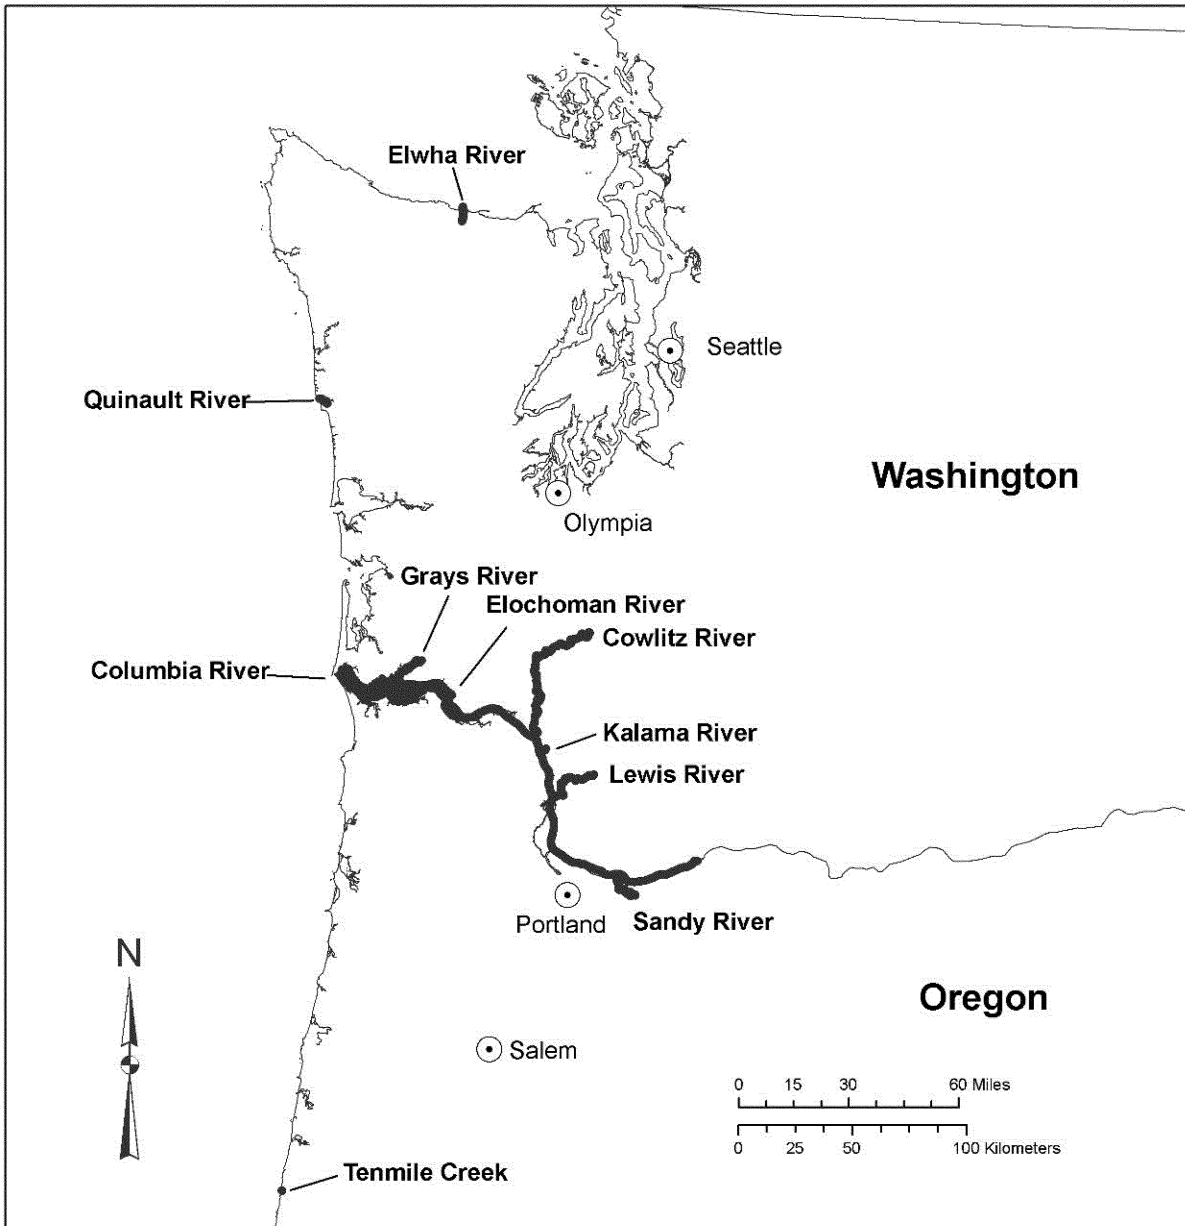 Elwha River
Seattle
Quinault River
Washington
Olympia
Grays River
Elochoman River
Cowlitz River
Columbia River
Kalama River
Lewis River
Portland
Sandy River
N
Oregon
Salem
0 15 30 60 Miles
0 25 50 100 Kilometers
Tenmile Creek